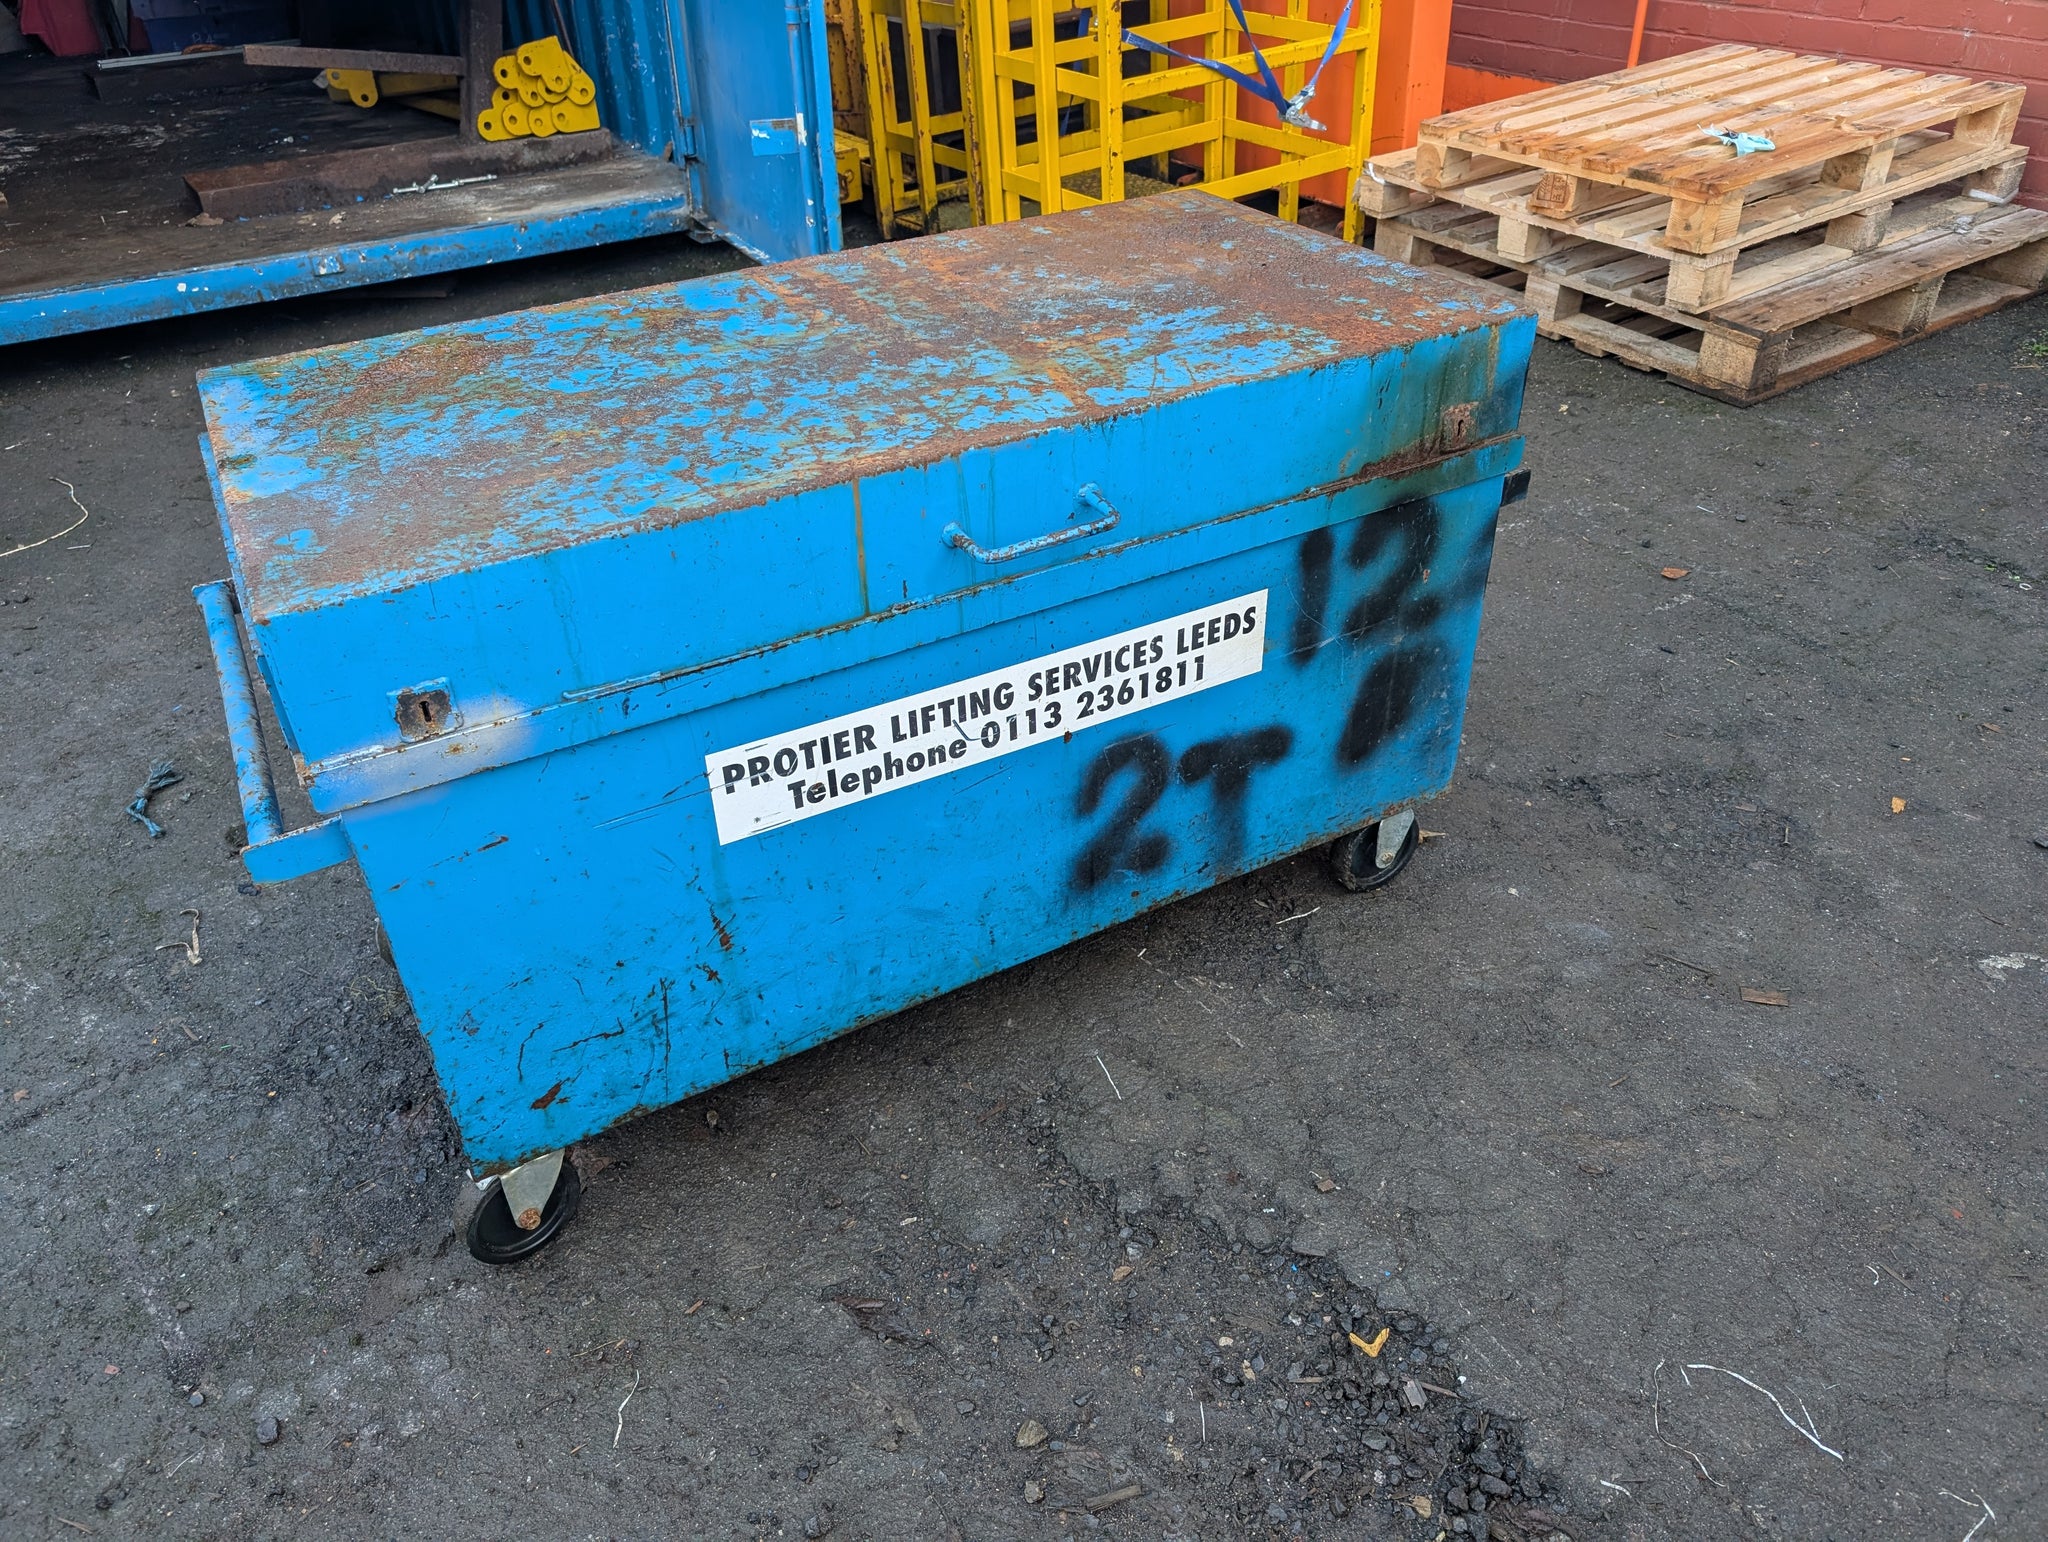 PROTIER LIFTING SERVICES LEEDS
Telephone 0113 2361811
12
2T